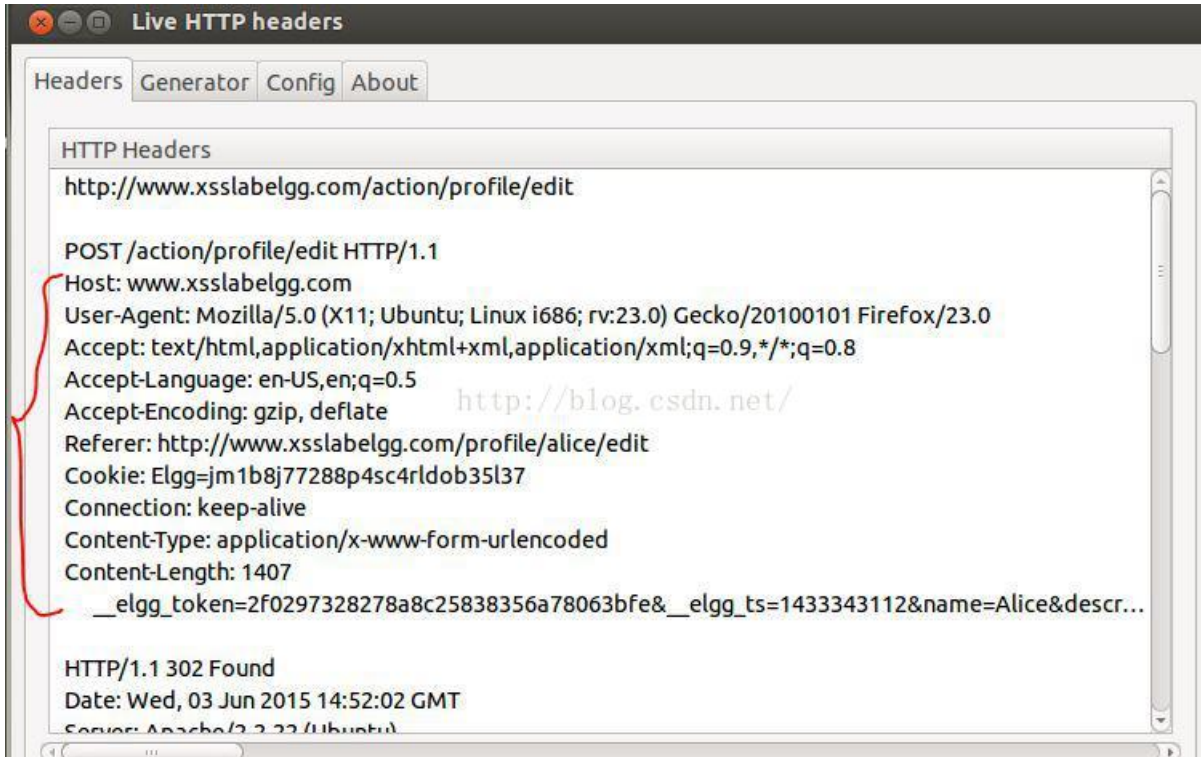 Live HTTP headers
Headers Generator Config About
HTTP Headers
http://www.xsslabelgg.com/action/profile/edit
POST /action/profile/edit HTTP/1.1
Host: www.xsslabelgg.com
User-Agent: Mozilla/5.0 (X11; Ubuntu; Linux i686; rv:23.0) Gecko/20100101 Firefox/23.0
Accept: text/html,application/xhtml+xml,application/xml;q=0.9,*/*;q=0.8
Accept-Language: en-US,en;q=0.5
http://blog.csdn.net/
Accept-Encoding: gzip, deflate
Referer: http://www.xsslabelgg.com/profile/alice/edit
Cookie: Elgg=jm1b8j77288p4sc4rldob35l37
Connection: keep-alive
Content-Type: application/x-www-form-urlencoded
Content-Length: 1407
__elgg_token=2f0297328278a8c25838356a78063bfe&__elgg_ts=1433343112&name=Alice&descr...
HTTP/1.1 302 Found
Date: Wed, 03 Jun 2015 14:52:02 GMT
Server: Apache/2.2.22 (Ubuntu)